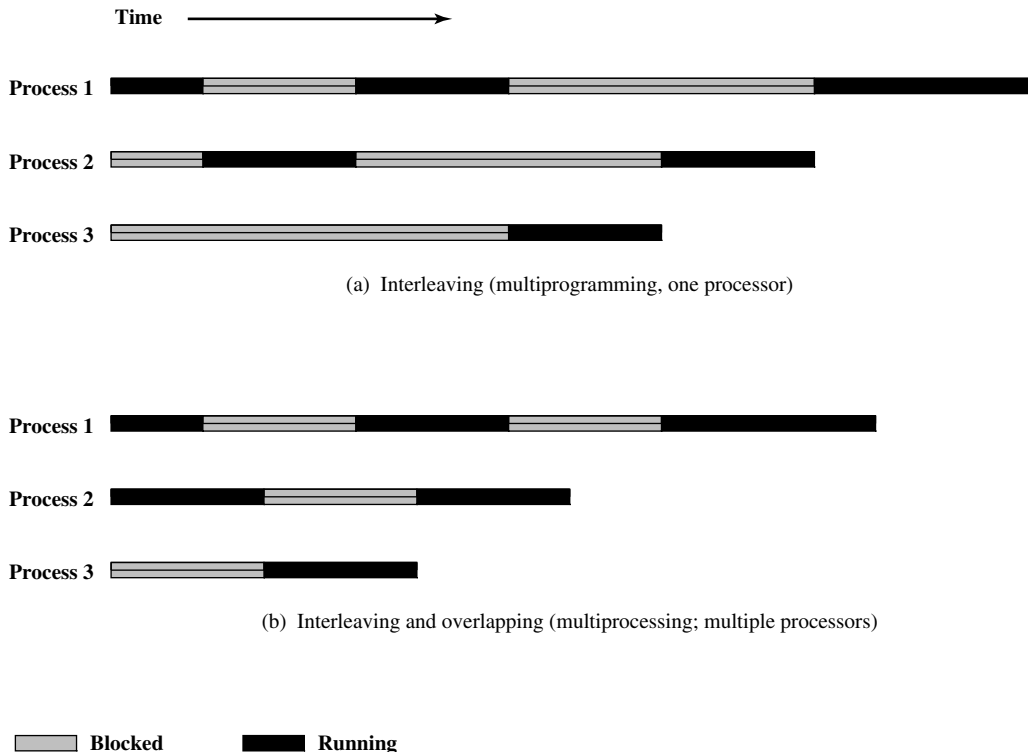 Time
Process 1
Process 2
Process 3
(a) Interleaving (multiprogramming, one processor)
Process 1
Process 2
Process 3
(b) Interleaving and overlapping (multiprocessing; multiple processors)
Blocked Running